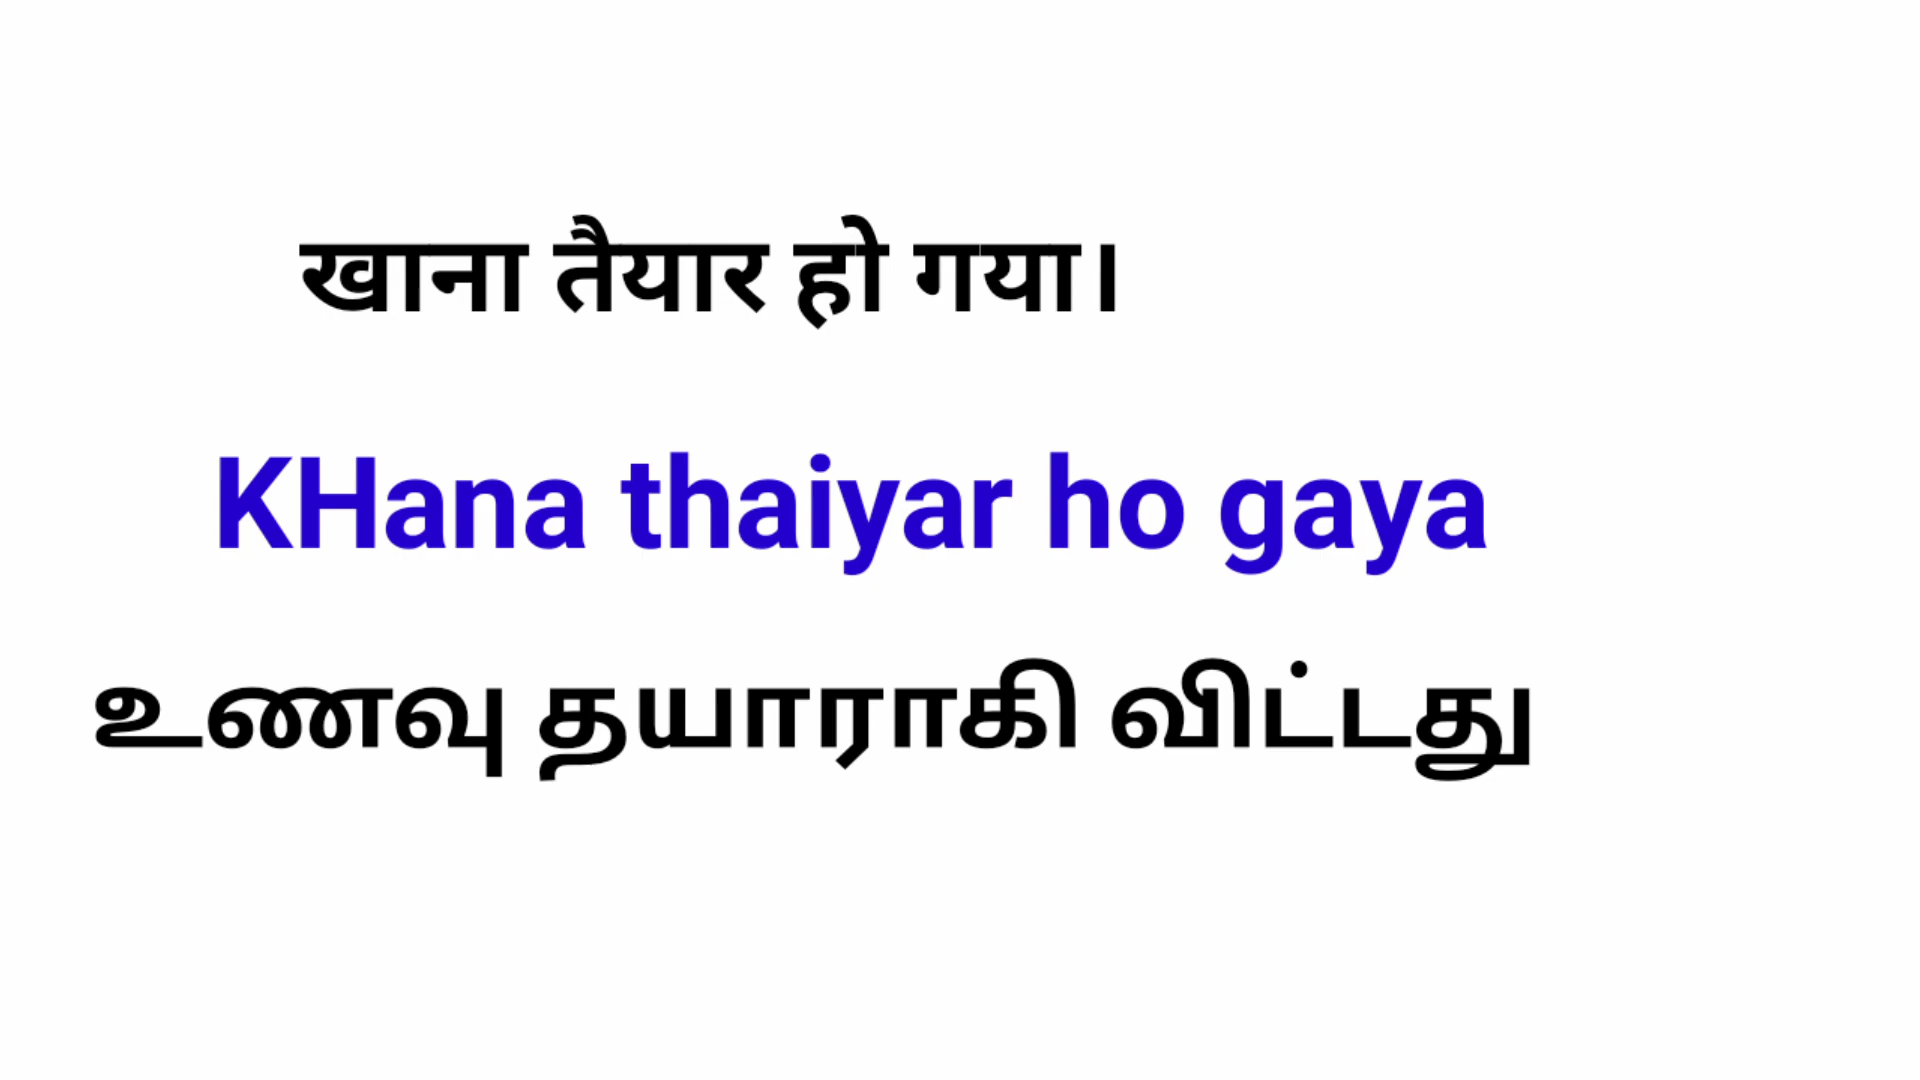 खाना तैयार हो गया।
KHana thaiyar ho gaya
உணவு தயாராகி விட்டது